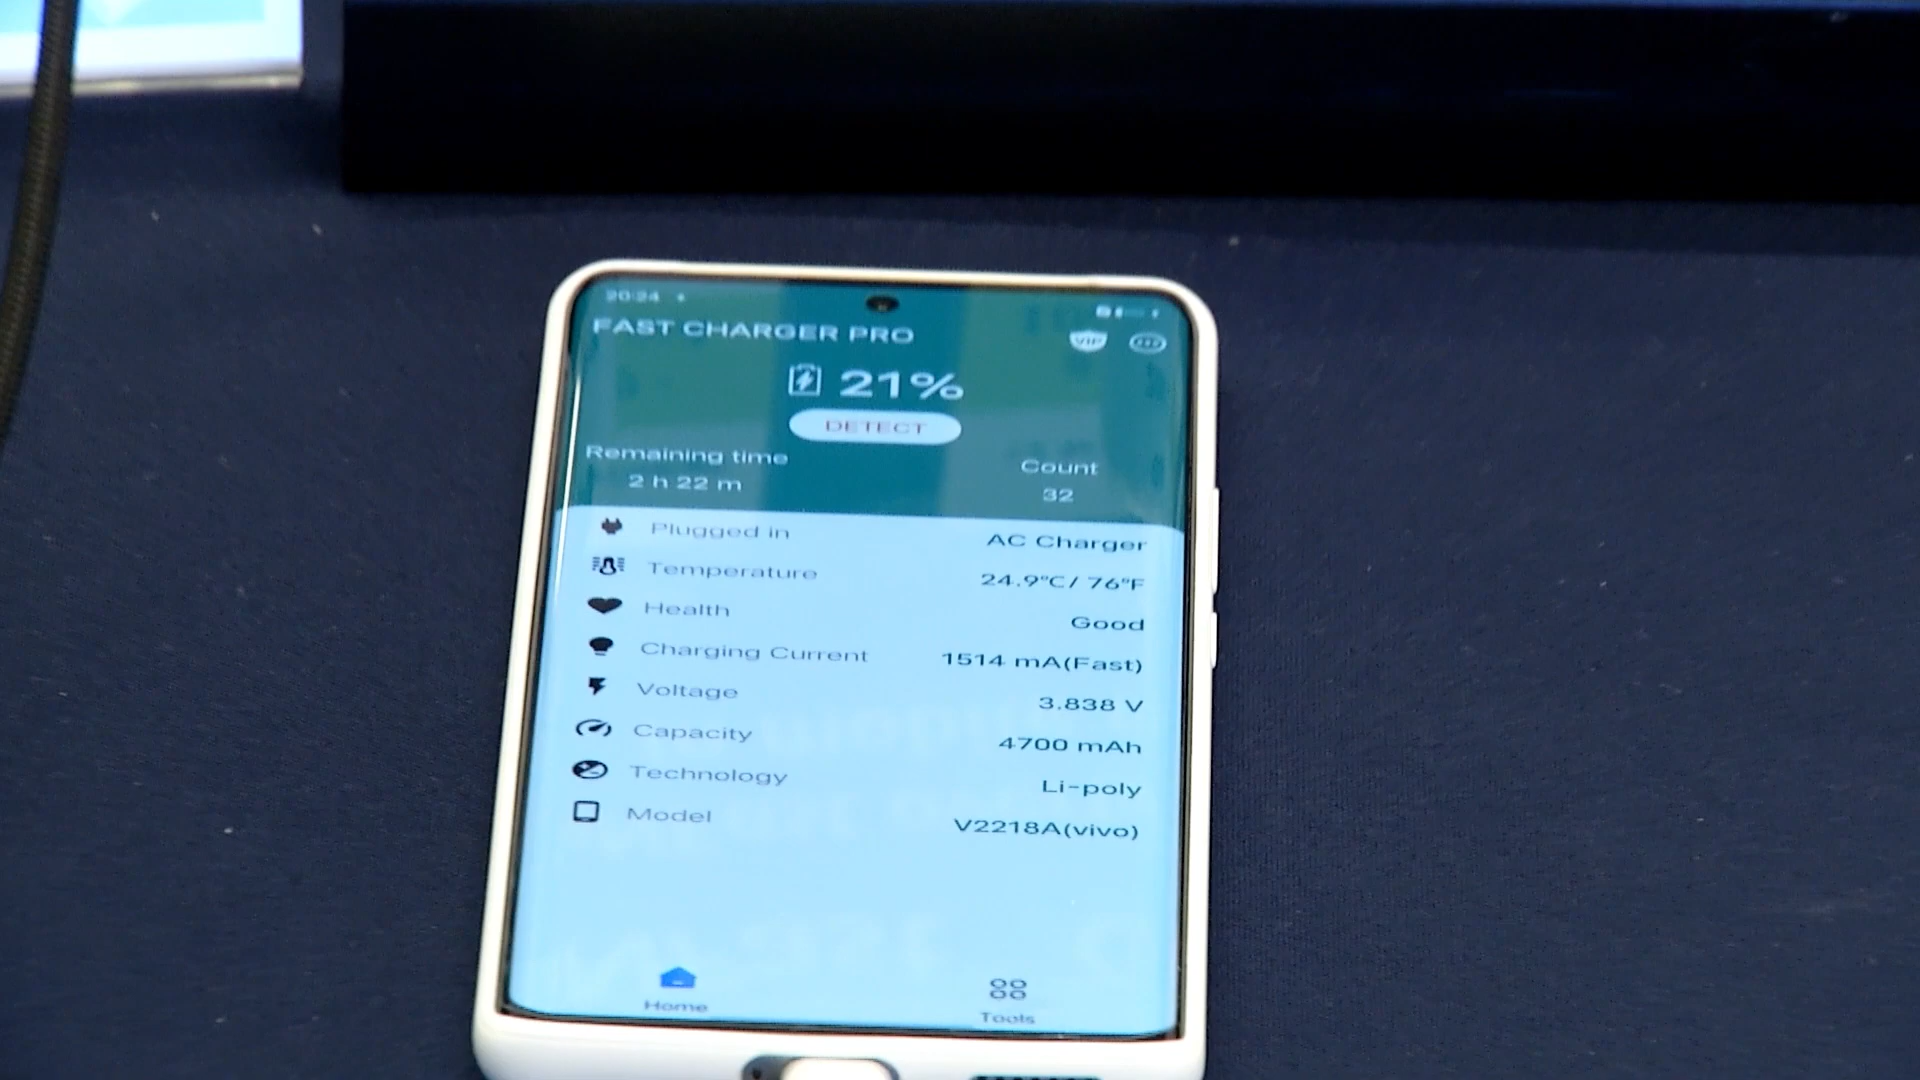 20:24
FAST CHARGER PRO
VIP
21%
DETECT
Remaining time
2 h 22 m
Count
32
Plugged in AC Charger
Temperature 24.9°C/ 76°F
Health Good
Charging Current 1514 mA(Fast)
Voltage 3.838 V
Capacity 4700 mAh
Technology Li-poly
Model V2218A(vivo)
Home Tools